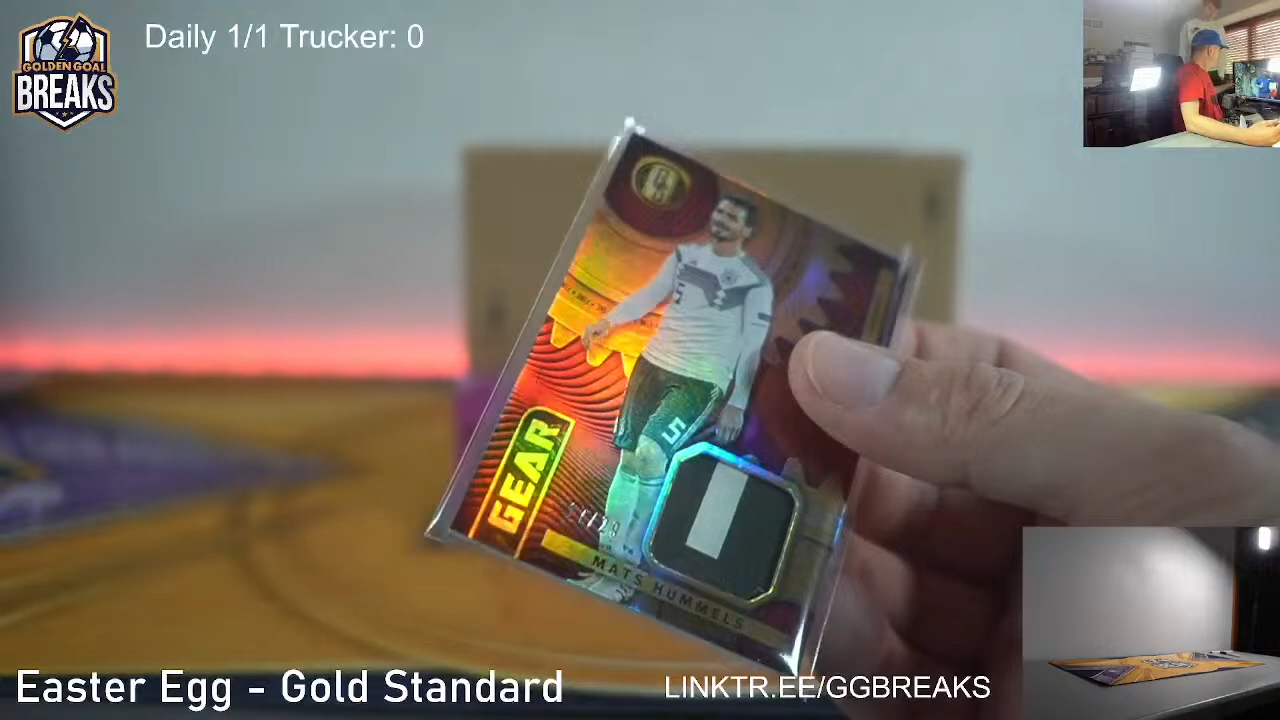 GOLDEN GOAL
BREAKS
Daily 1/1 Trucker: 0
GEAR
5
MATS HUMMELS
Easter Egg - Gold Standard
LINKTR.EE/GGBREAKS